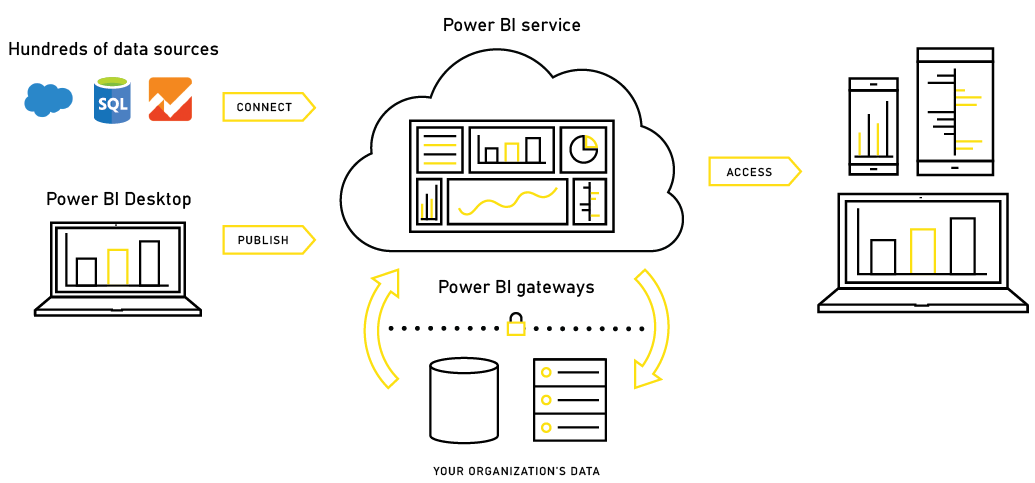 Power BI service
Hundreds of data sources
SQL
CONNECT
ACCESS
Power BI Desktop
PUBLISH
Power BI gateways
YOUR ORGANIZATION'S DATA